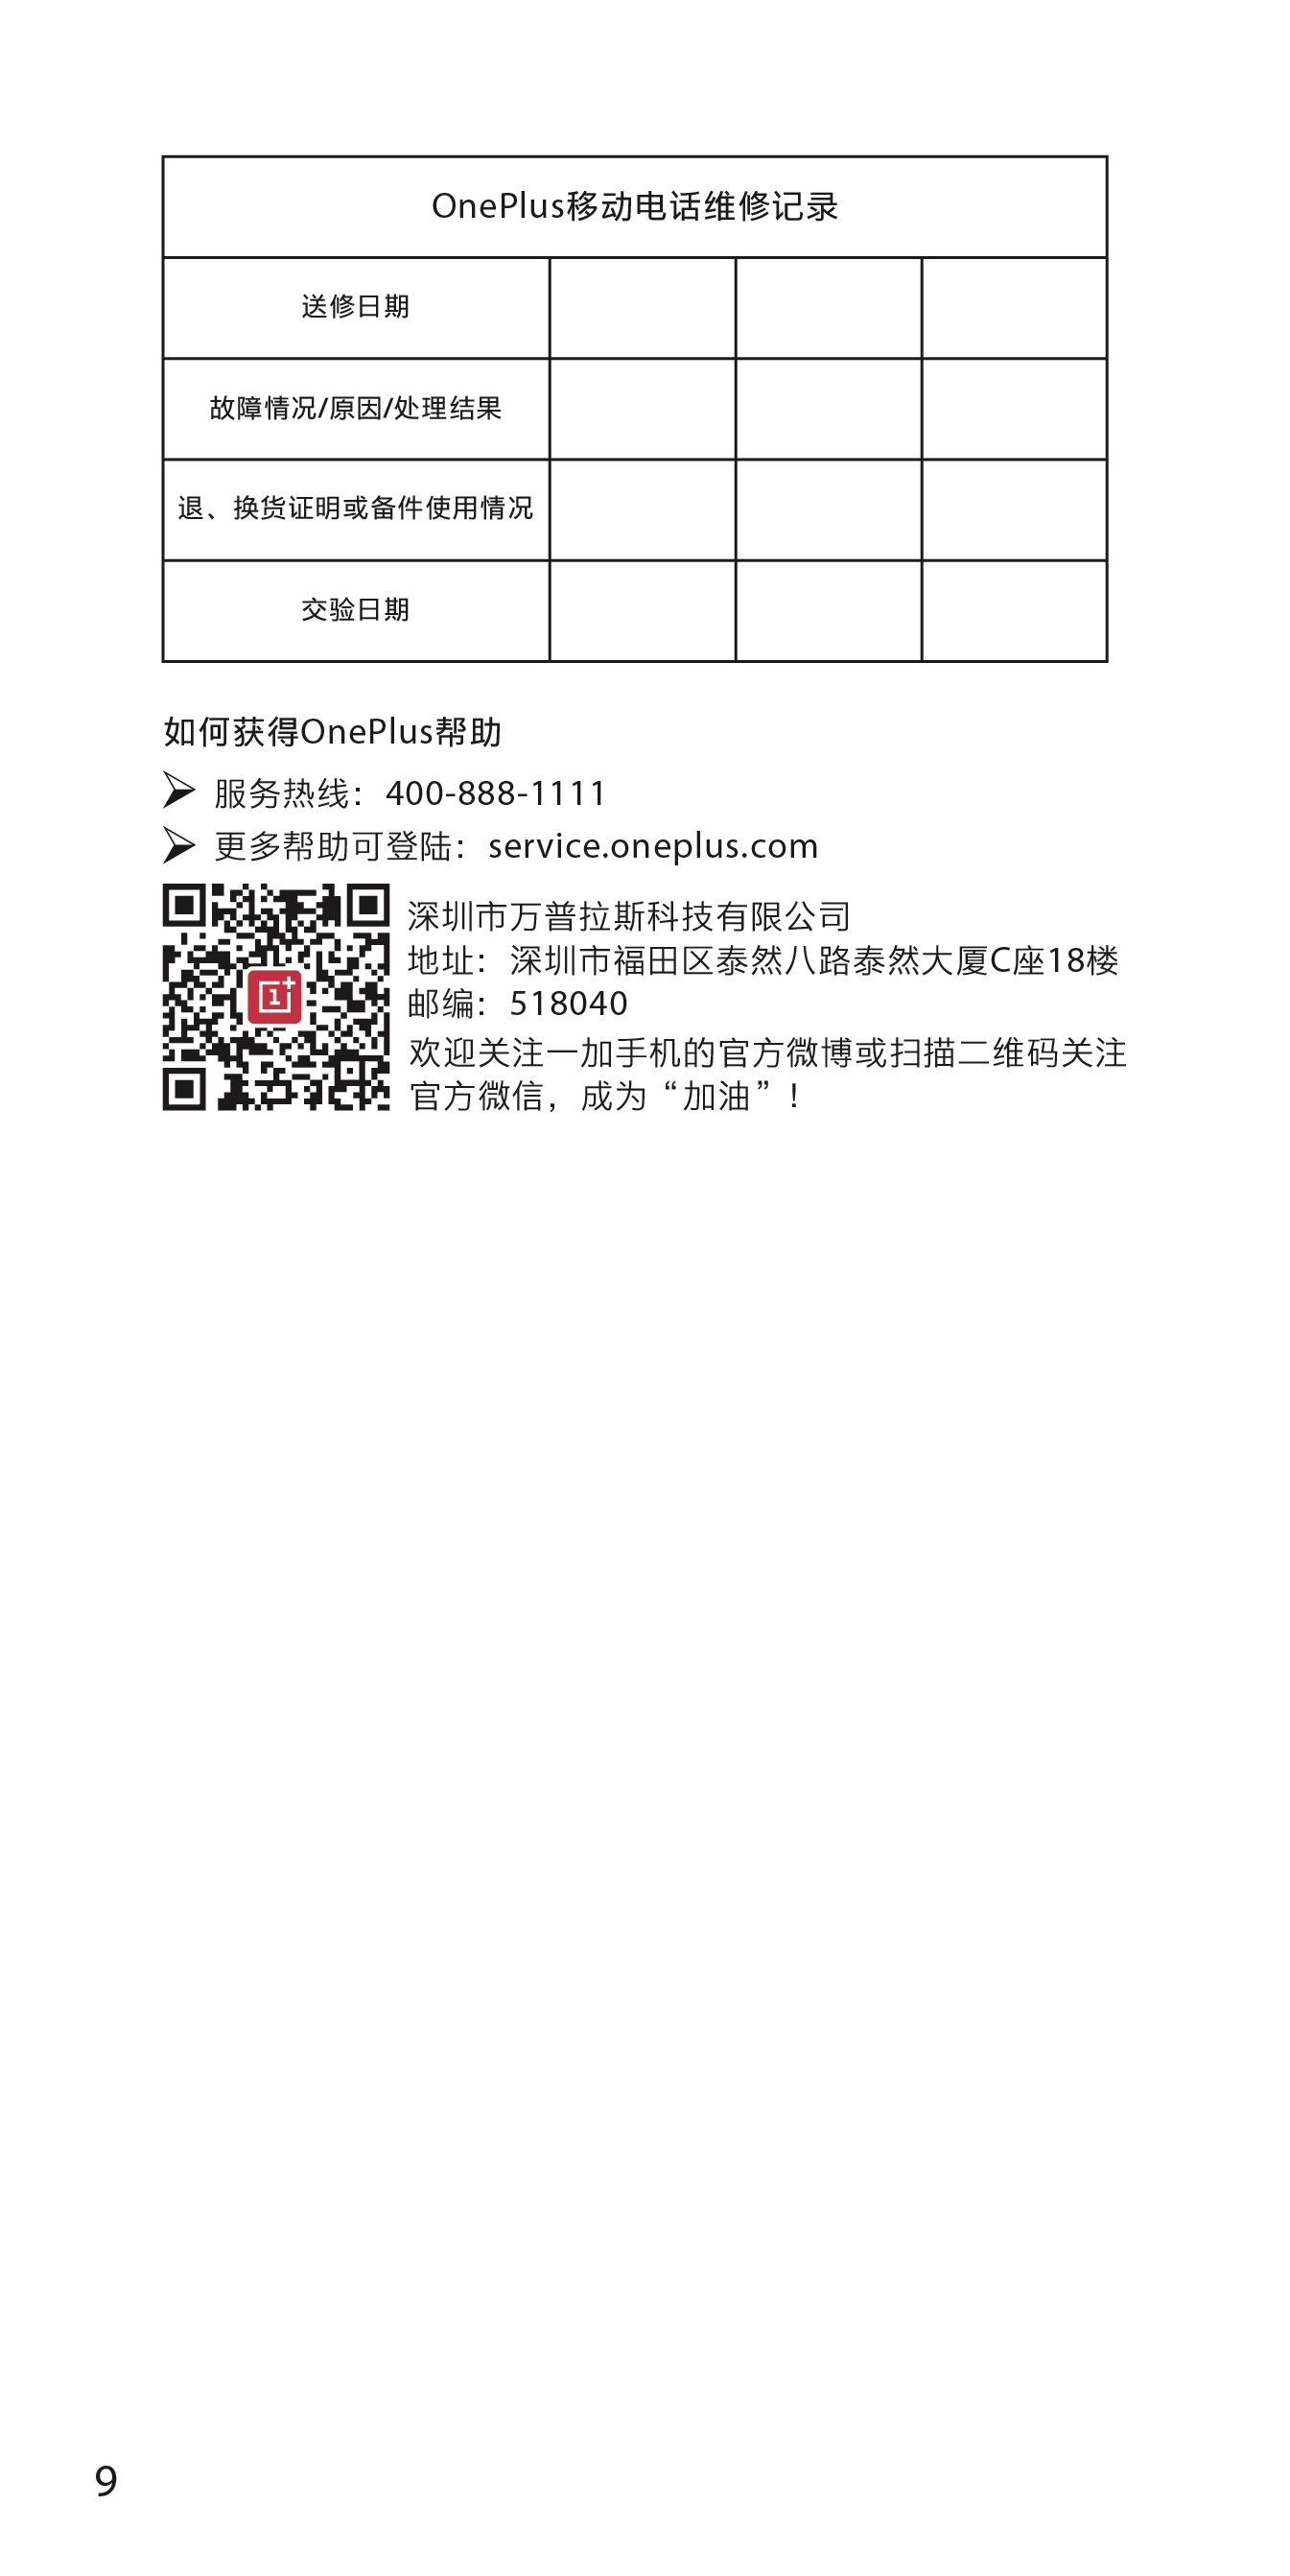 OnePlus移动电话维修记录
送修日期
故障情况/原因/处理结果
退、换货证明或备件使用情况
交验日期
如何获得OnePlus帮助
➢ 服务热线：400-888-1111
➢ 更多帮助可登陆：service.oneplus.com
深圳市万普拉斯科技有限公司
地址：深圳市福田区泰然八路泰然大厦C座18楼
邮编：518040
欢迎关注一加手机的官方微博或扫描二维码关注
官方微信，成为“加油”！
9